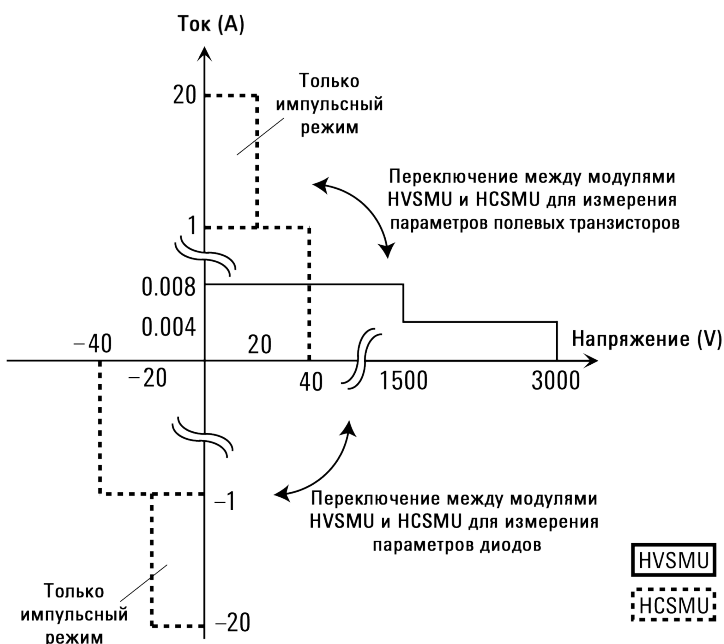 Ток (А)
20
Только
импульсный
режим
Переключение между модулями
HVSMU и HCSMU для измерения
параметров полевых транзисторов
1
0.008
0.004
−40
20
Напряжение (V)
−20
40
1500
3000
−1
Переключение между модулями
HVSMU и HCSMU для измерения
параметров диодов
HVSMU
Только
импульсный
режим
−20
HCSMU